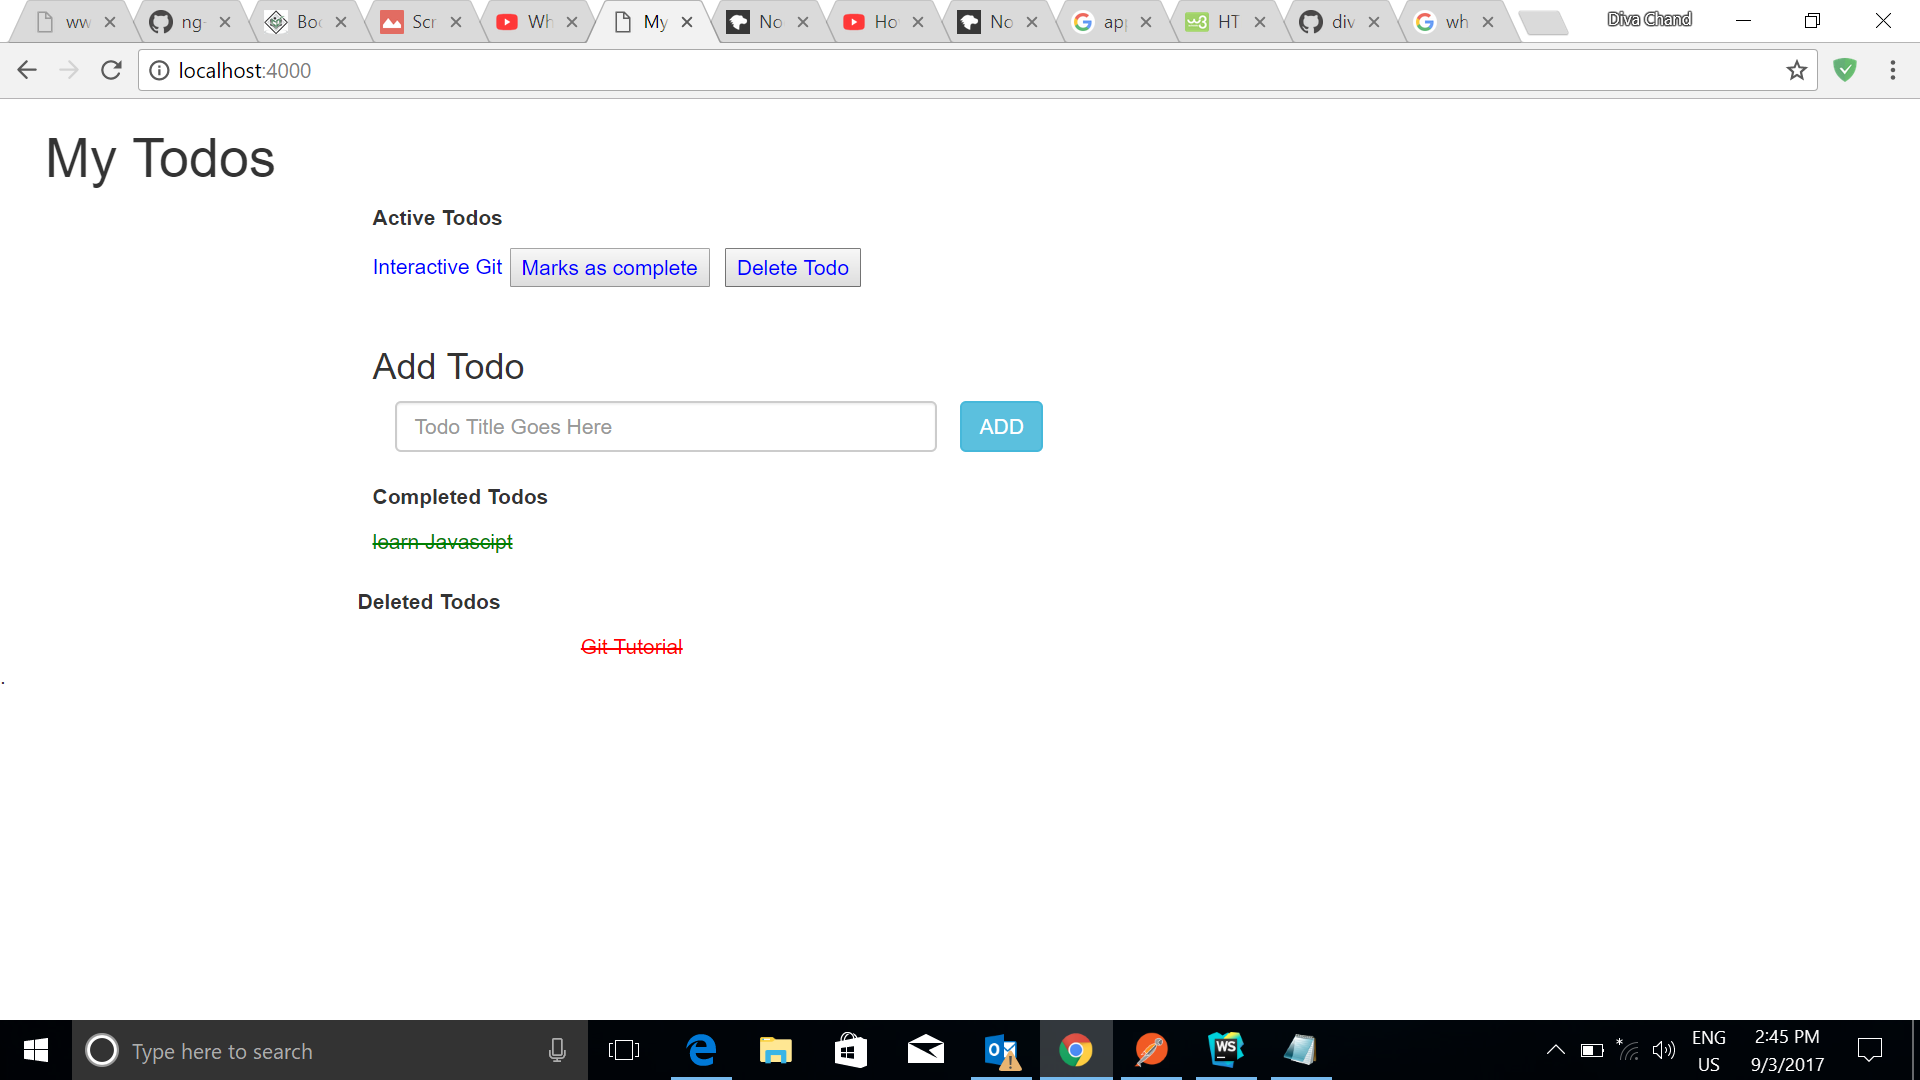 ww ng- Boo Scr Wh My No Ho No ap HT div wh Diva Chand
localhost:4000
My Todos
Active Todos
Interactive Git Marks as complete Delete Todo
Add Todo
Todo Title Goes Here ADD
Completed Todos
learn Javascipt
Deleted Todos
Git Tutorial
.
Type here to search
ENG
US
2:45 PM
9/3/2017